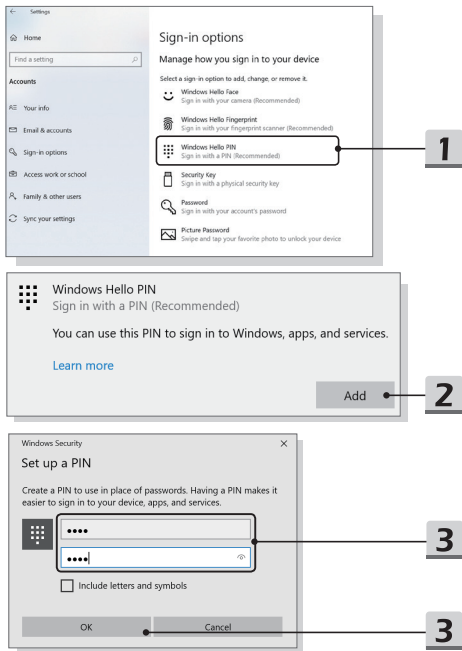 Settings
Home
Find a setting
Accounts
Your info
Email & accounts
Sign-in options
Access work or school
Family & other users
Sync your settings
Sign-in options
Manage how you sign in to your device
Select a sign-in option to add, change, or remove it.
Windows Hello Face
Sign in with your camera (Recommended)
Windows Hello Fingerprint
Sign in with your fingerprint scanner (Recommended)
Windows Hello PIN
Sign in with a PIN (Recommended)
Security Key
Sign in with a physical security key
Password
Sign in with your account's password
Picture Password
Swipe and tap your favorite photo to unlock your device
1
Windows Hello PIN
Sign in with a PIN (Recommended)
You can use this PIN to sign in to Windows, apps, and services.
Learn more
Add
2
Windows Security
Set up a PIN
Create a PIN to use in place of passwords. Having a PIN makes it
easier to sign in to your device, apps, and services.
••••
••••
3
Include letters and symbols
OK
Cancel
3